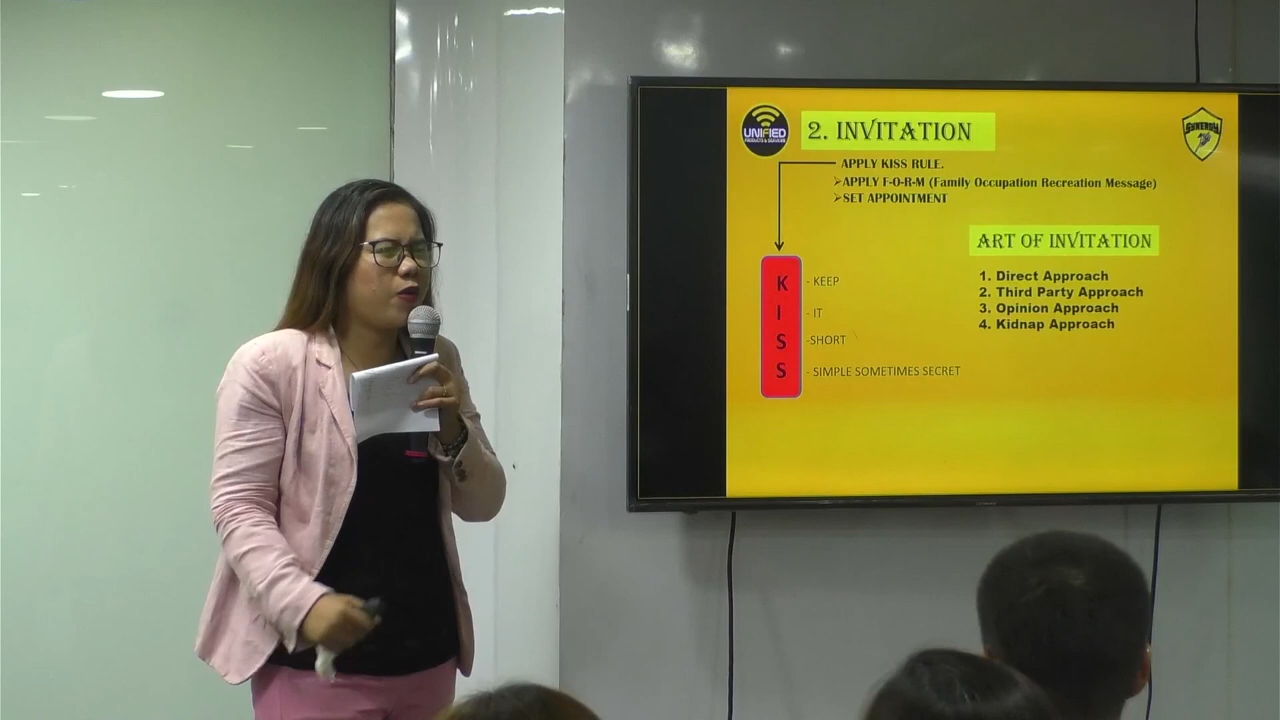 UNIFIED
PRODUCTS & SERVICES
2. INVITATION
SYNERGY
APPLY KISS RULE.
➢APPLY F-O-R-M (Family Occupation Recreation Message)
➢SET APPOINTMENT
ART OF INVITATION
1. Direct Approach
2. Third Party Approach
3. Opinion Approach
4. Kidnap Approach
K - KEEP
I - IT
S -SHORT
S - SIMPLE SOMETIMES SECRET